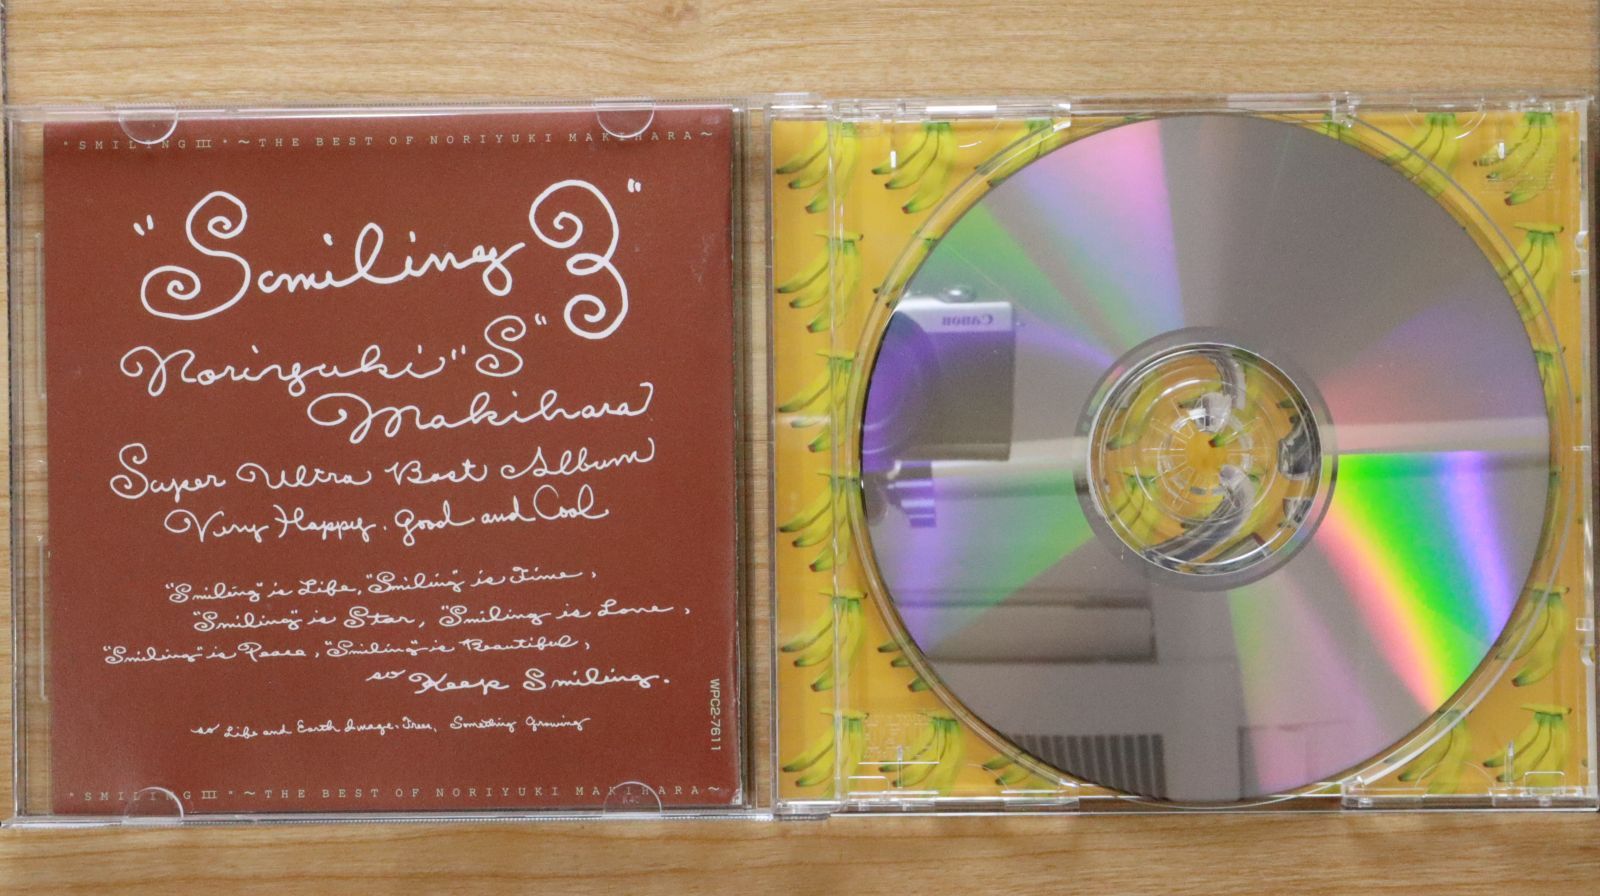 "SMILING III" ~THE BEST OF NORIYUKI MAKIHARA~
"Smiling 3"
Noriyuki "S"
Makihara
Super Ultra Best Album
Very Happy. Good and Cool
"Smiling" is Life, "Smiling" is Time,
"Smiling" is Star, "Smiling is Love,
"Smiling" is Peace, "Smiling" is Beautiful,
so Keep Smiling.
so Life and Earth Image. Trees, Something Growing
WPC2-7611
"SMILING III" ~THE BEST OF NORIYUKI MAKIHARA~
Canon